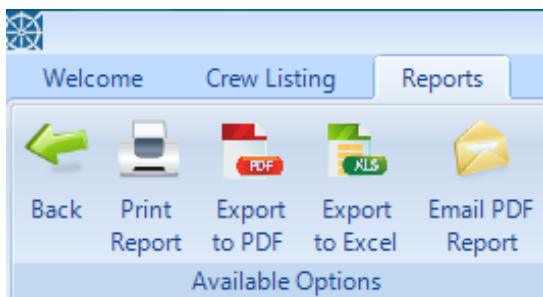 Welcome Crew Listing Reports
PDF XLS
Back Print Export Export Email PDF
Report to PDF to Excel Report
Available Options